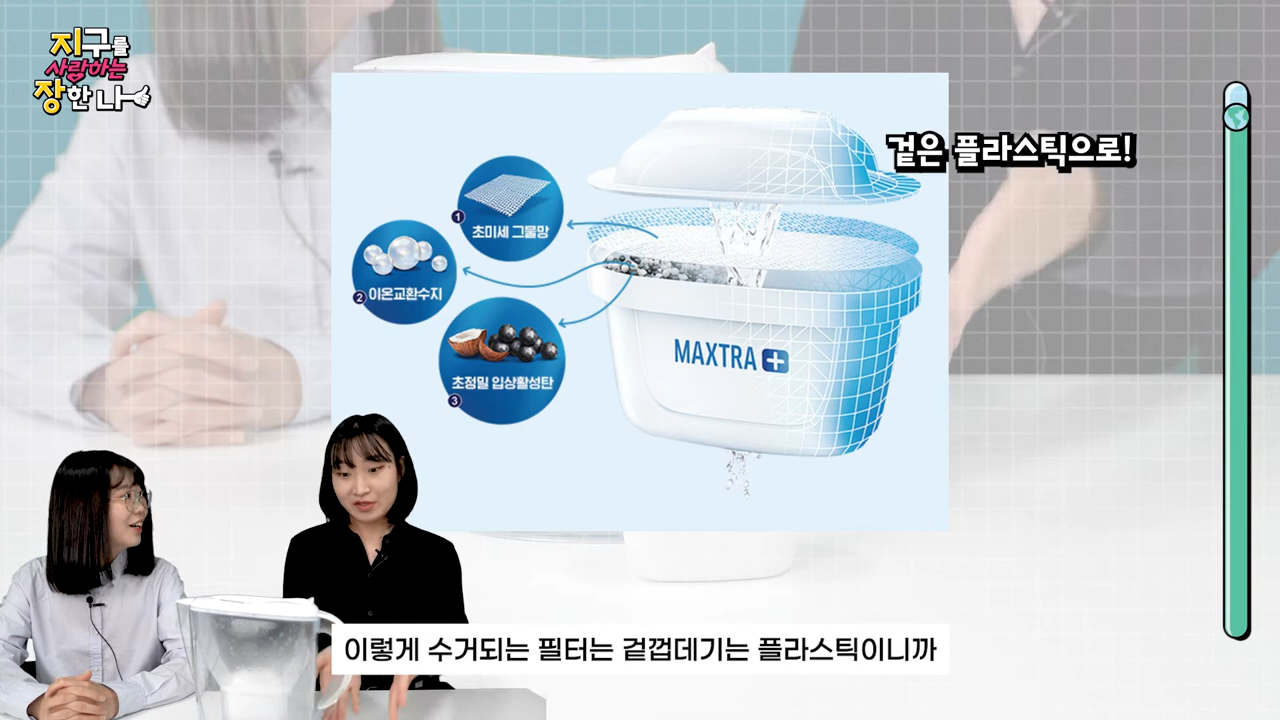 지구를
사랑하는
장한 나
겉은 플라스틱으로!
1
초미세 그물망
2 이온교환수지
초정밀 입상활성탄
3
MAXTRA+
이렇게 수거되는 필터는 겉껍데기는 플라스틱이니까